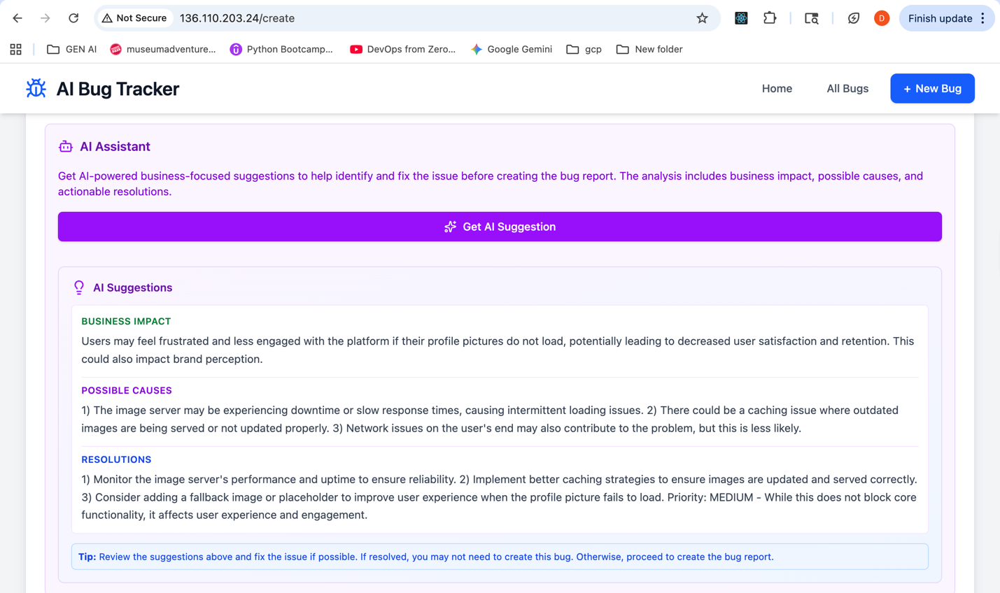 Not Secure 136.110.203.24/create D Finish update
GEN AI museumadventure... Python Bootcamp... DevOps from Zero... Google Gemini gcp New folder
AI Bug Tracker Home All Bugs + New Bug
AI Assistant
Get AI-powered business-focused suggestions to help identify and fix the issue before creating the bug report. The analysis includes business impact, possible causes, and
actionable resolutions.
Get AI Suggestion
AI Suggestions
BUSINESS IMPACT
Users may feel frustrated and less engaged with the platform if their profile pictures do not load, potentially leading to decreased user satisfaction and retention. This
could also impact brand perception.
POSSIBLE CAUSES
1) The image server may be experiencing downtime or slow response times, causing intermittent loading issues. 2) There could be a caching issue where outdated
images are being served or not updated properly. 3) Network issues on the user's end may also contribute to the problem, but this is less likely.
RESOLUTIONS
1) Monitor the image server's performance and uptime to ensure reliability. 2) Implement better caching strategies to ensure images are updated and served correctly.
3) Consider adding a fallback image or placeholder to improve user experience when the profile picture fails to load. Priority: MEDIUM - While this does not block core
functionality, it affects user experience and engagement.
Tip: Review the suggestions above and fix the issue if possible. If resolved, you may not need to create this bug. Otherwise, proceed to create the bug report.